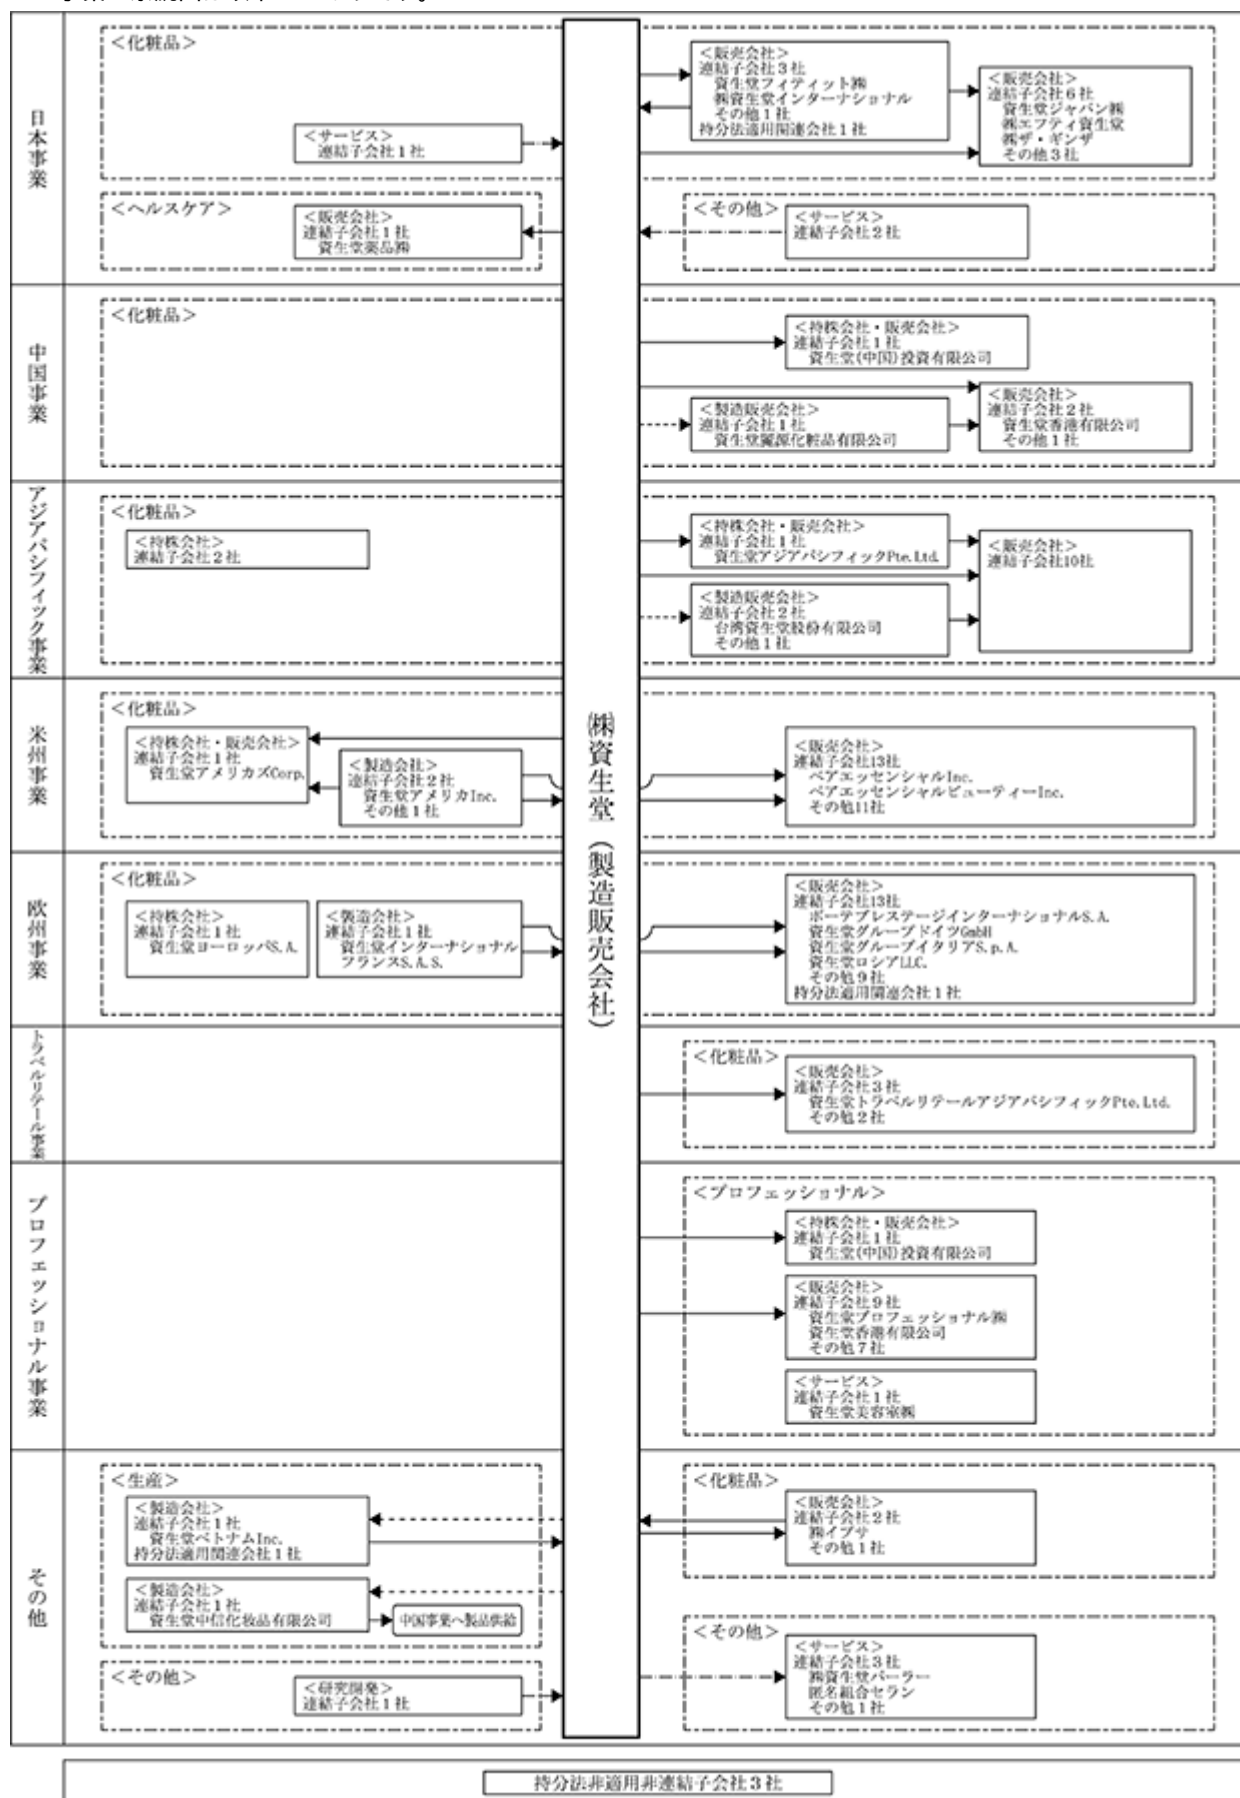 日本事業
＜化粧品＞
＜サービス＞
連結子会社１社
＜販売会社＞
連結子会社３社
資生堂フィティット㈱
㈱資生堂インターナショナル
その他１社
持分法適用関連会社１社
＜販売会社＞
連結子会社６社
資生堂ジャパン㈱
㈱エフティ資生堂
㈱ザ・ギンザ
その他３社
＜ヘルスケア＞
＜販売会社＞
連結子会社１社
資生堂薬品㈱
＜その他＞
＜サービス＞
連結子会社２社
中国事業
＜化粧品＞
＜持株会社・販売会社＞
連結子会社１社
資生堂(中国)投資有限公司
＜製造販売会社＞
連結子会社１社
資生堂麗源化粧品有限公司
＜販売会社＞
連結子会社２社
資生堂香港有限公司
その他１社
アジアパシフィック事業
＜化粧品＞
＜持株会社＞
連結子会社２社
＜持株会社・販売会社＞
連結子会社１社
資生堂アジアパシフィックPte.Ltd.
＜製造販売会社＞
連結子会社２社
台湾資生堂股份有限公司
その他１社
＜販売会社＞
連結子会社10社
㈱資生堂（製造販売会社）
米州事業
＜化粧品＞
＜持株会社・販売会社＞
連結子会社１社
資生堂アメリカズCorp.
＜製造会社＞
連結子会社２社
資生堂アメリカInc.
その他１社
＜販売会社＞
連結子会社13社
ベアエッセンシャルInc.
ベアエッセンシャルビューティーInc.
その他11社
欧州事業
＜化粧品＞
＜持株会社＞
連結子会社１社
資生堂ヨーロッパS.A.
＜製造会社＞
連結子会社１社
資生堂インターナショナル
フランスS.A.S.
＜販売会社＞
連結子会社13社
ボーテプレステージインターナショナルS.A.
資生堂グループドイツGmbH
資生堂グループイタリアS.p.A.
資生堂ロシアLLC.
その他９社
持分法適用関連会社１社
トラベルリテール事業
＜化粧品＞
＜販売会社＞
連結子会社３社
資生堂トラベルリテールアジアパシフィックPte.Ltd.
その他２社
プロフェッショナル事業
＜プロフェッショナル＞
＜持株会社・販売会社＞
連結子会社１社
資生堂(中国)投資有限公司
＜販売会社＞
連結子会社９社
資生堂プロフェッショナル㈱
資生堂香港有限公司
その他７社
＜サービス＞
連結子会社１社
資生堂美容室㈱
その他
＜生産＞
＜製造会社＞
連結子会社１社
資生堂ベトナムInc.
持分法適用関連会社１社
＜製造会社＞
連結子会社１社
資生堂中信化妆品有限公司
中国事業へ製品供給
＜その他＞
＜研究開発＞
連結子会社１社
＜化粧品＞
＜販売会社＞
連結子会社２社
㈱イプサ
その他１社
＜その他＞
＜サービス＞
連結子会社３社
㈱資生堂パーラー
匿名組合セラン
その他１社
持分法非適用非連結子会社３社